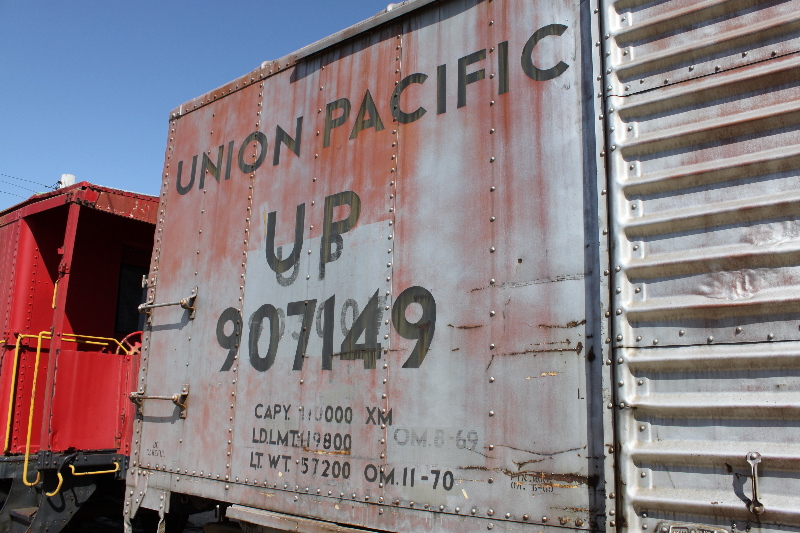 UNION PACIFIC
UP
907149
CAPY. 110000 XM
LD.LMT. 119800 OM.8-69
LT. WT. 57200 OM.11-70